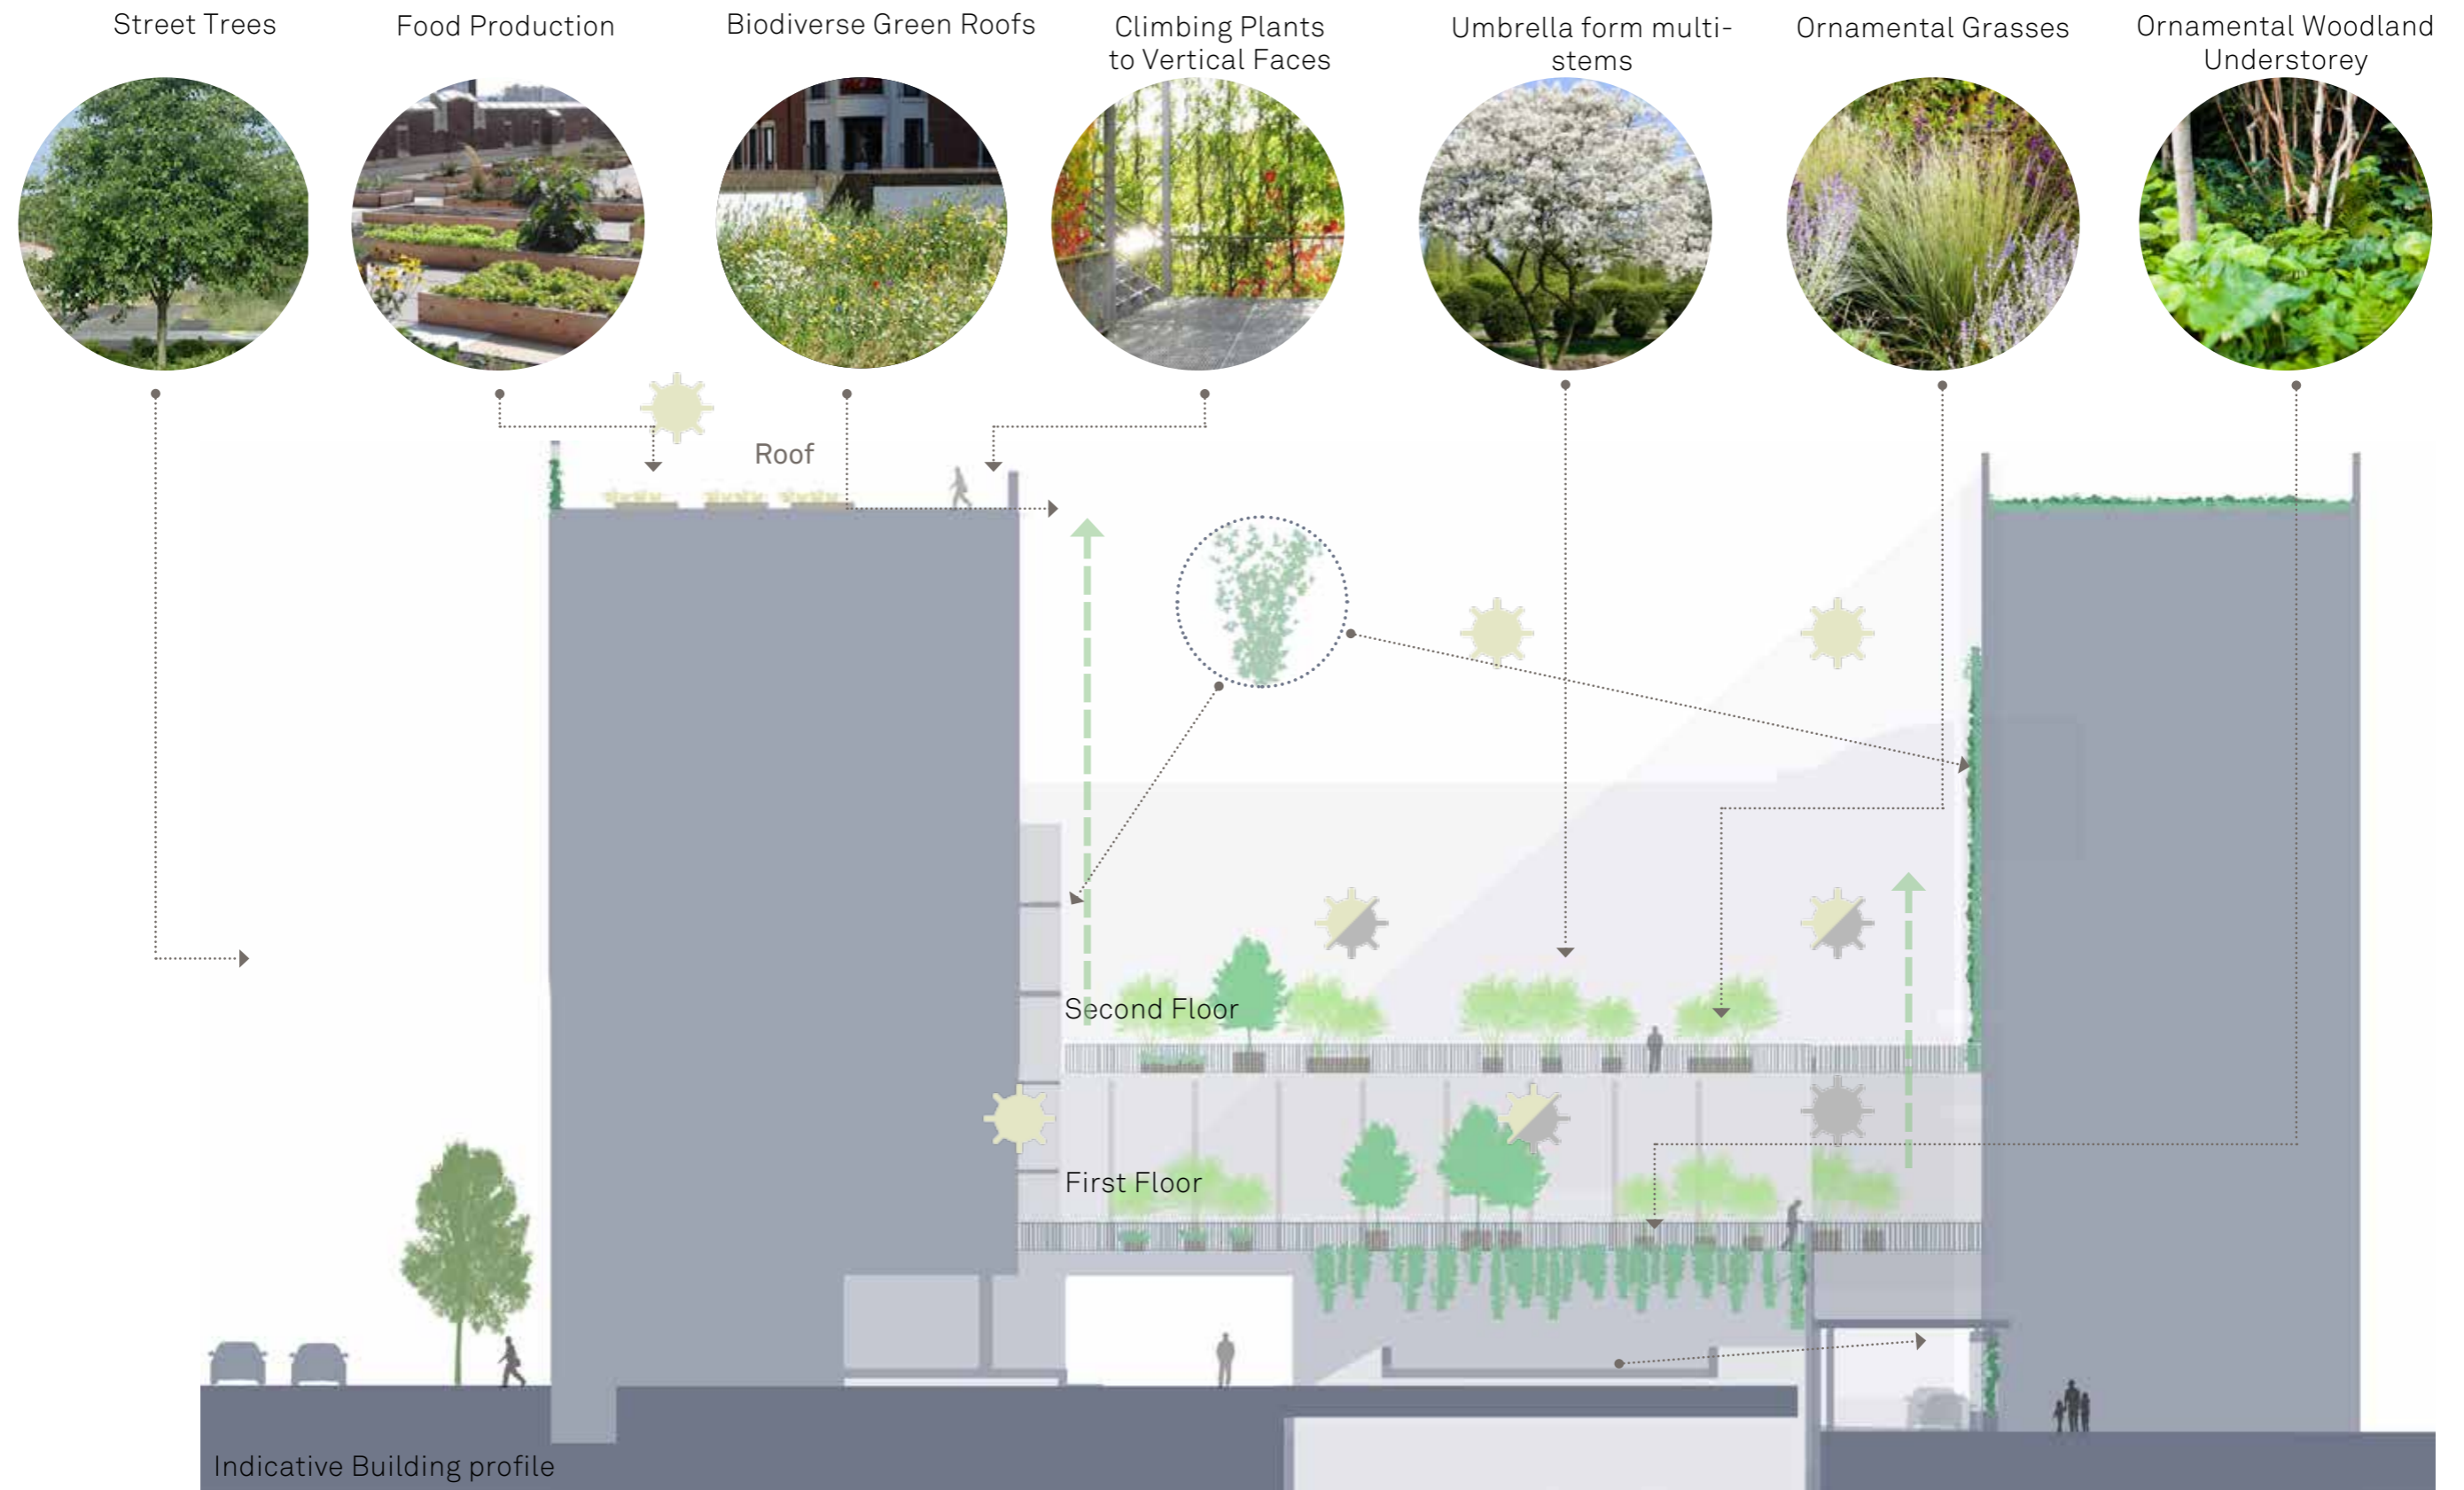 Street Trees
Food Production
Biodiverse Green Roofs
Climbing Plants
to Vertical Faces
Umbrella form multi-
stems
Ornamental Grasses
Ornamental Woodland
Understorey
Roof
Second Floor
First Floor
Indicative Building profile